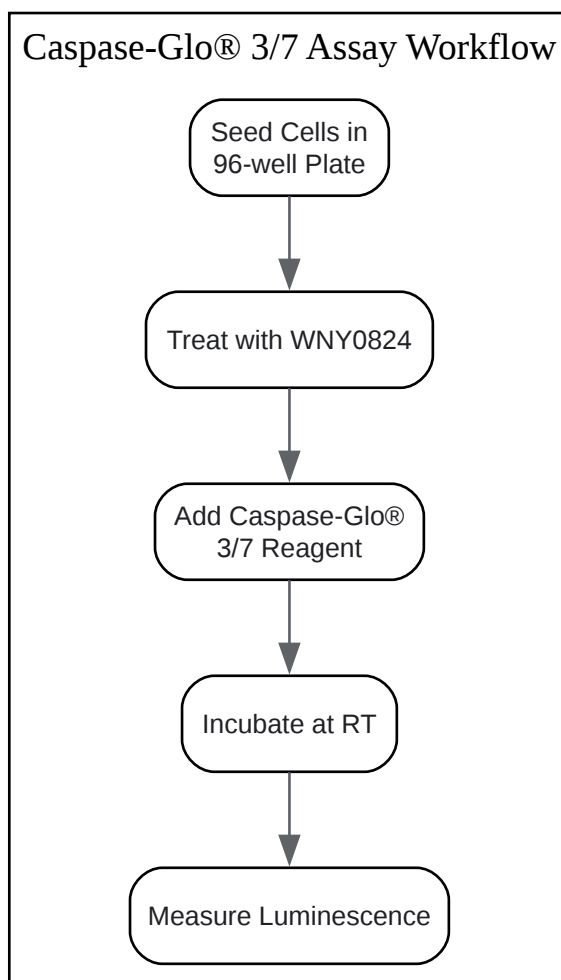 Caspase-Glo® 3/7 Assay Workflow
Seed Cells in
96-well Plate
Treat with WNY0824
Add Caspase-Glo®
3/7 Reagent
Incubate at RT
Measure Luminescence